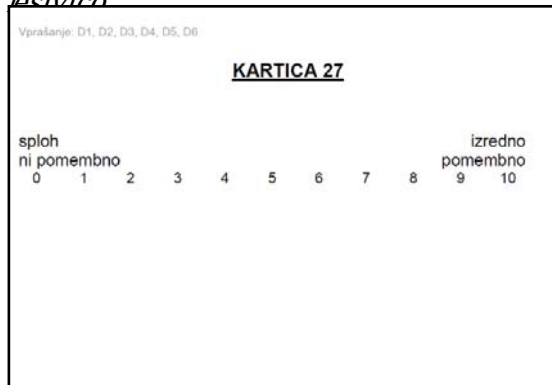 Vprašanje: D1, D2, D3, D4, D5, D6
KARTICA 27
sploh izredno
ni pomembno pomembno
0 1 2 3 4 5 6 7 8 9 10